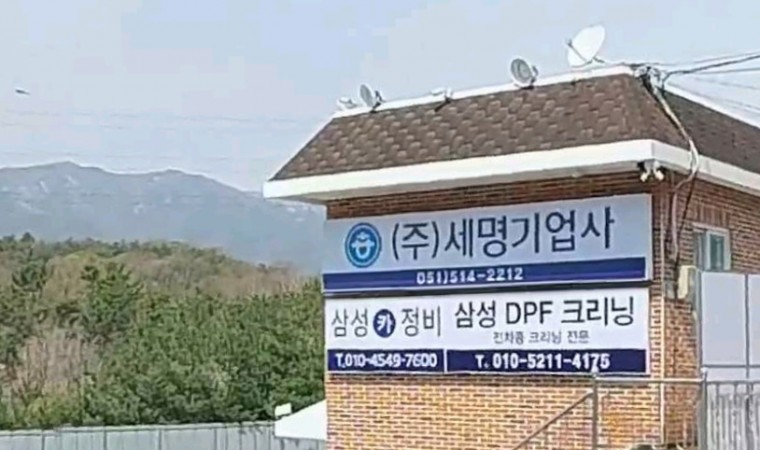 (주)세명기업사
051)514-2212
삼성 카 정비
T.010-4549-7600
삼성 DPF 크리닝
전차종 크리닝 전문
T. 010-5211-4175